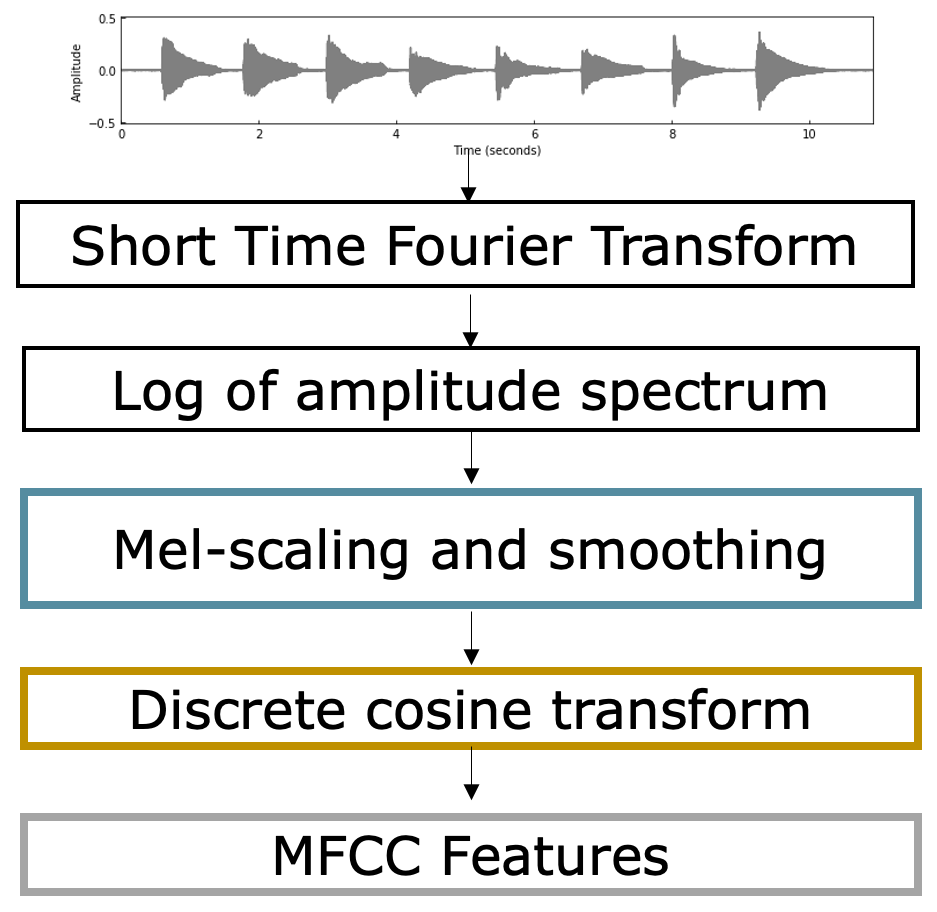 0.5
0.0
−0.5
Amplitude
0 2 4 6 8 10
Time (seconds)
Short Time Fourier Transform
Log of amplitude spectrum
Mel-scaling and smoothing
Discrete cosine transform
MFCC Features